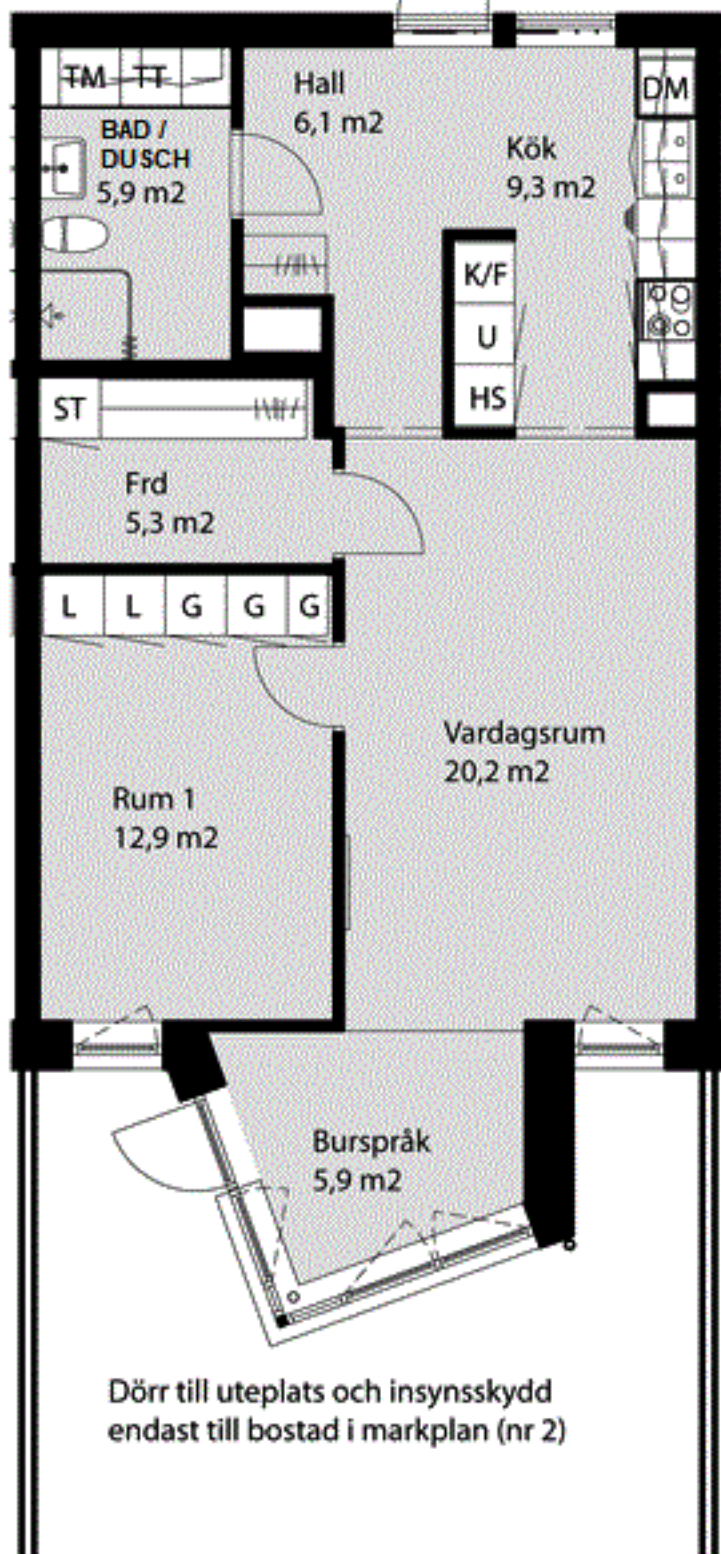 TM TT
Hall
6,1 m2
DM
BAD /
DUSCH
5,9 m2
Kök
9,3 m2
K/F
U
HS
ST
Frd
5,3 m2
L L G G G
Vardagsrum
20,2 m2
Rum 1
12,9 m2
Burspråk
5,9 m2
Dörr till uteplats och insynsskydd
endast till bostad i markplan (nr 2)